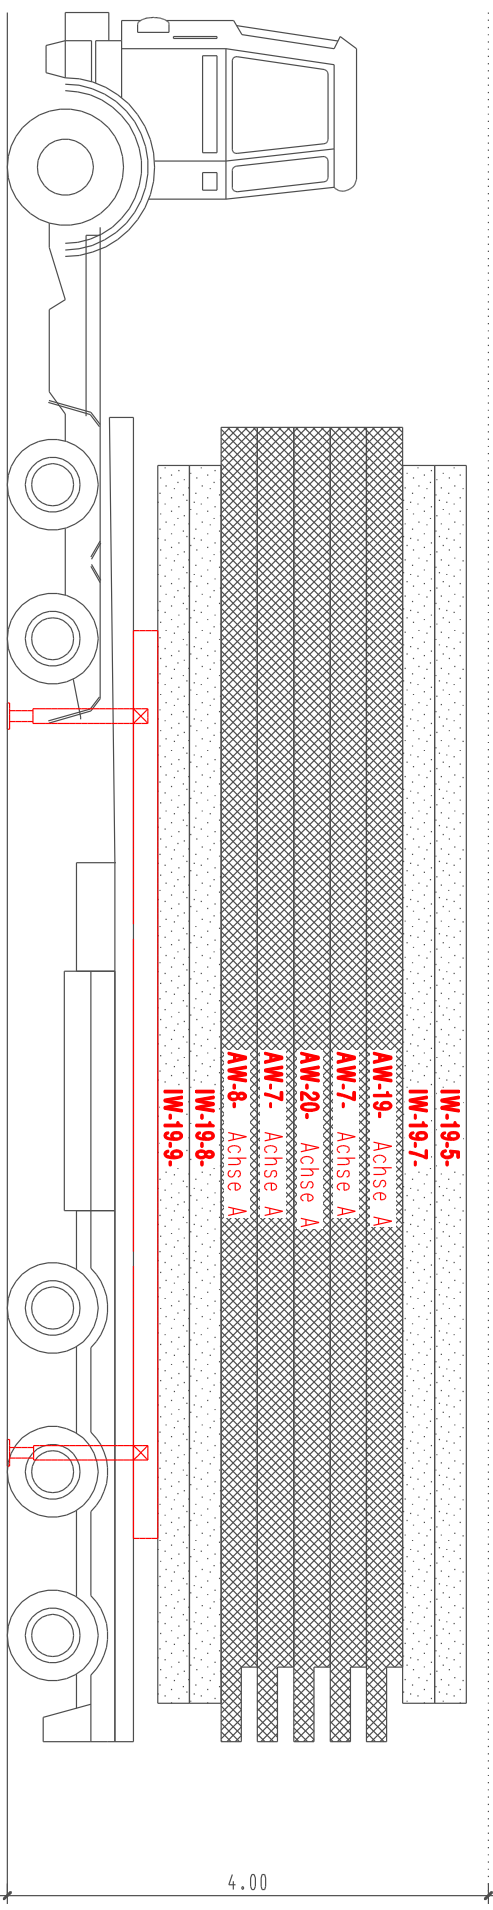 IW-19-5-
IW-19-7-
AW-19- Achse A
AW-7- Achse A
AW-20- Achse A
AW-7- Achse A
AW-8- Achse A
IW-19-8-
IW-19-9-
4.00